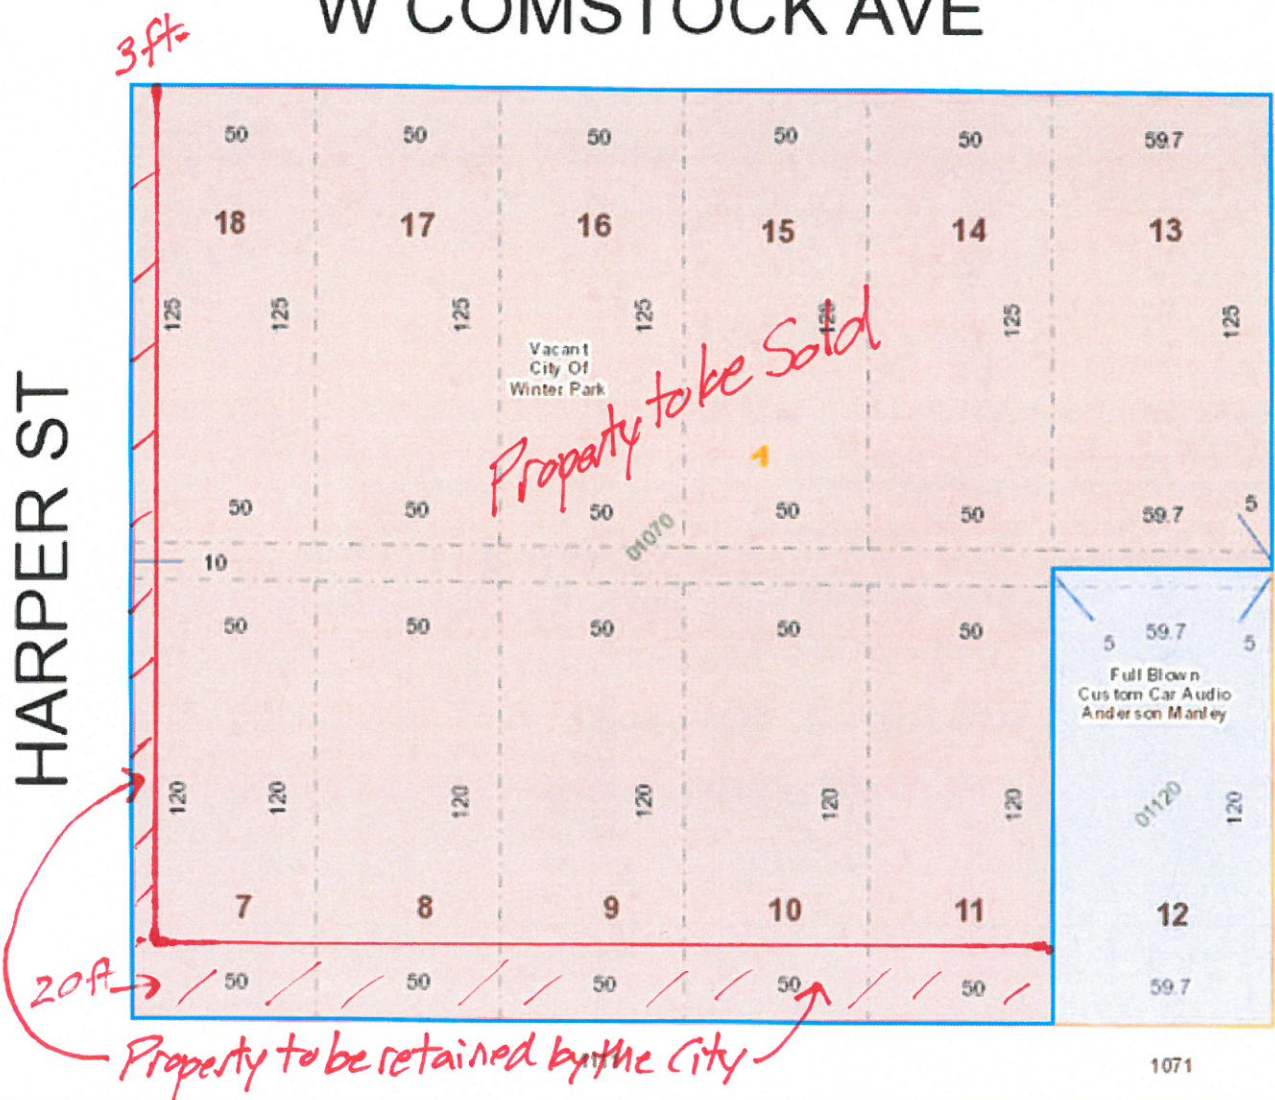 W COMSTOCK AVE
3ft.
50 50 50 50 50 59.7
18 17 16 15 14 13
125 125 125 125 125 125 125
Vacant
City Of
Winter Park
Property to be Sold
1
HARPER ST
50 50 50 50 50 59.7 5
01070
10
50 50 50 50 50 5 59.7 5
Full Blown
Custom Car Audio
Anderson Manley
120 120 120 120 120 120 01120 120
7 8 9 10 11 12
20ft
50 50 50 50 50 59.7
Property to be retained by the City
1071